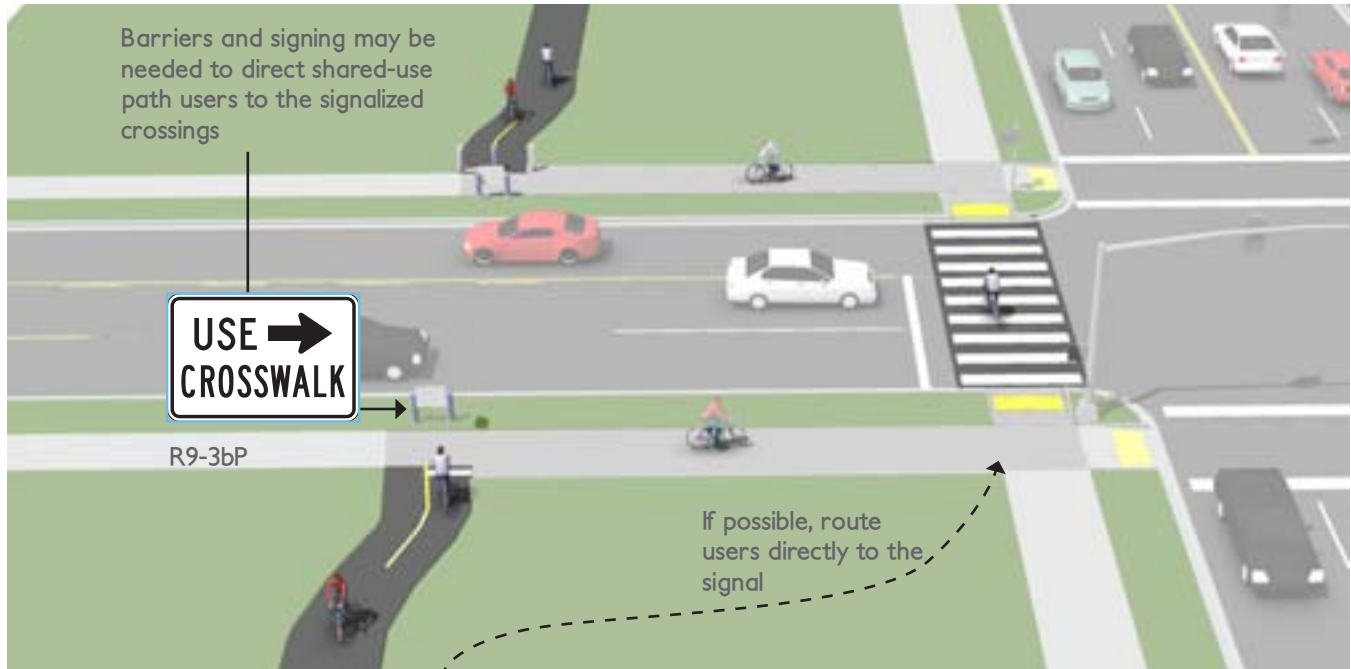 Barriers and signing may be
needed to direct shared-use
path users to the signalized
crossings
USE
CROSSWALK
R9-3bP
If possible, route
users directly to the
signal